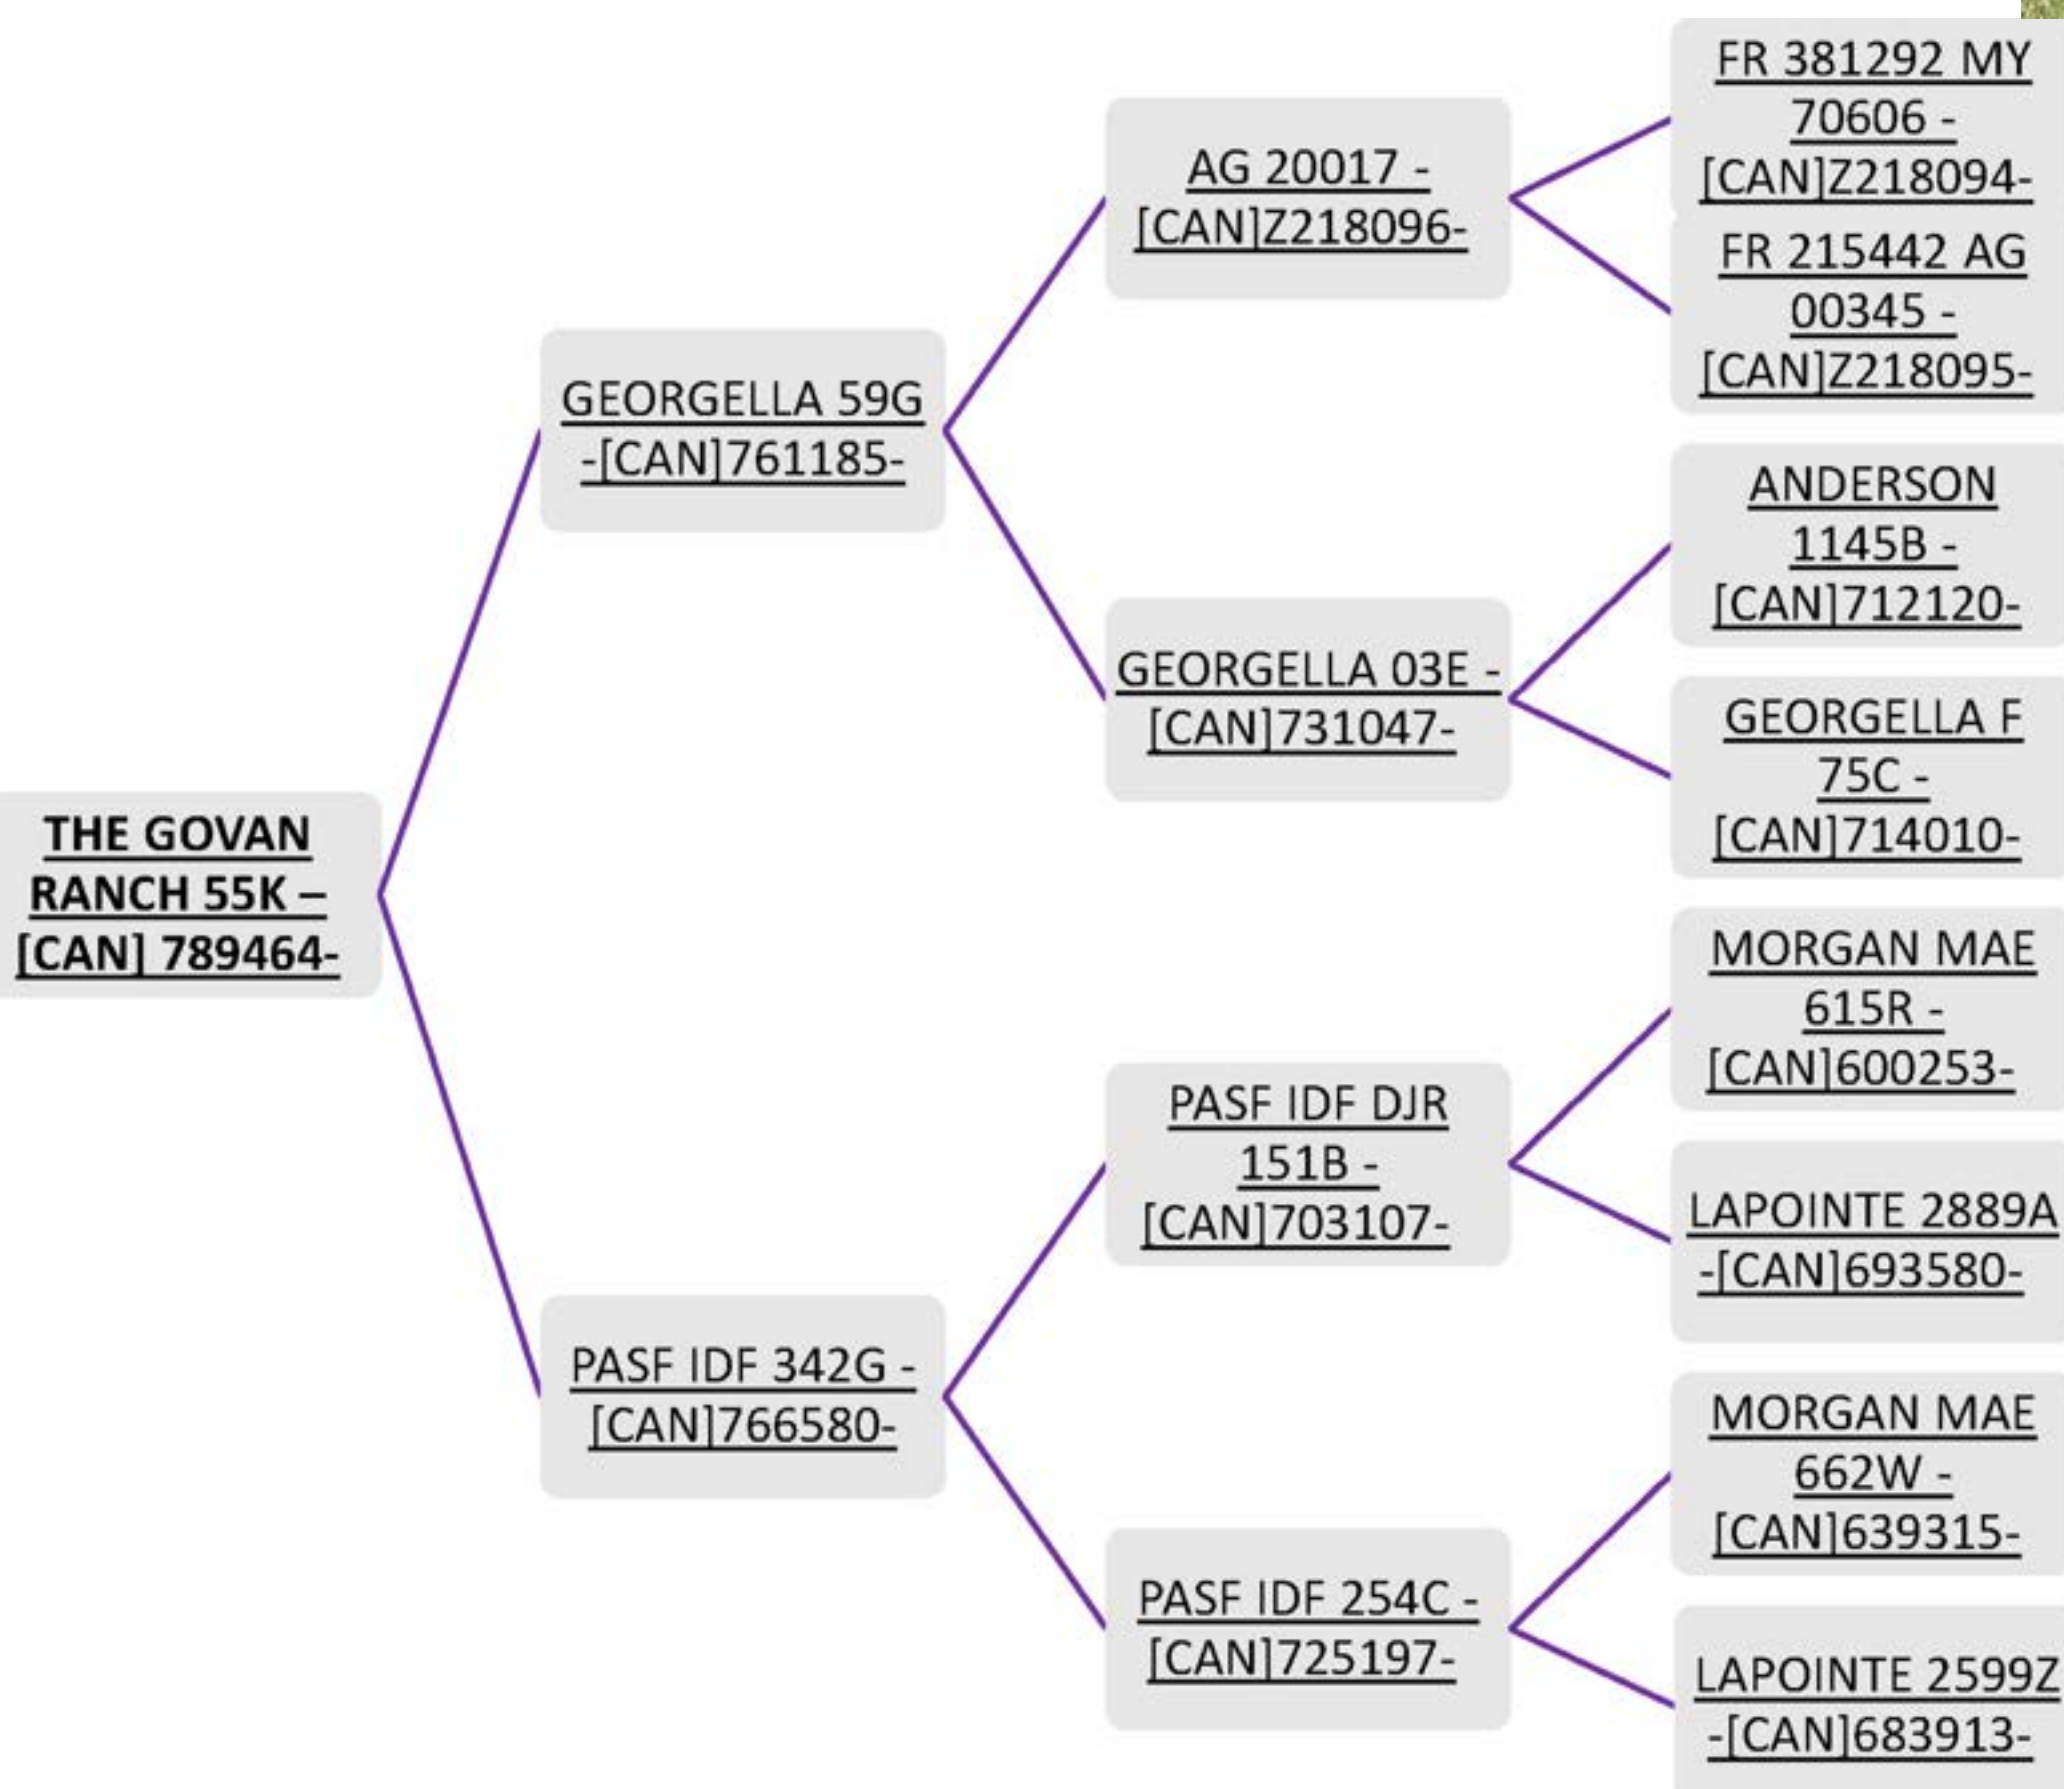 THE GOVAN
RANCH 55K –
[CAN] 789464-
GEORGELLA 59G
-[CAN]761185-
PASF IDF 342G -
[CAN]766580-
AG 20017 -
[CAN]Z218096-
GEORGELLA 03E -
[CAN]731047-
PASF IDF DJR
151B -
[CAN]703107-
PASF IDF 254C -
[CAN]725197-
FR 381292 MY
70606 -
[CAN]Z218094-
FR 215442 AG
00345 -
[CAN]Z218095-
ANDERSON
1145B -
[CAN]712120-
GEORGELLA F
75C -
[CAN]714010-
MORGAN MAE
615R -
[CAN]600253-
LAPOINTE 2889A
-[CAN]693580-
MORGAN MAE
662W -
[CAN]639315-
LAPOINTE 2599Z
-[CAN]683913-